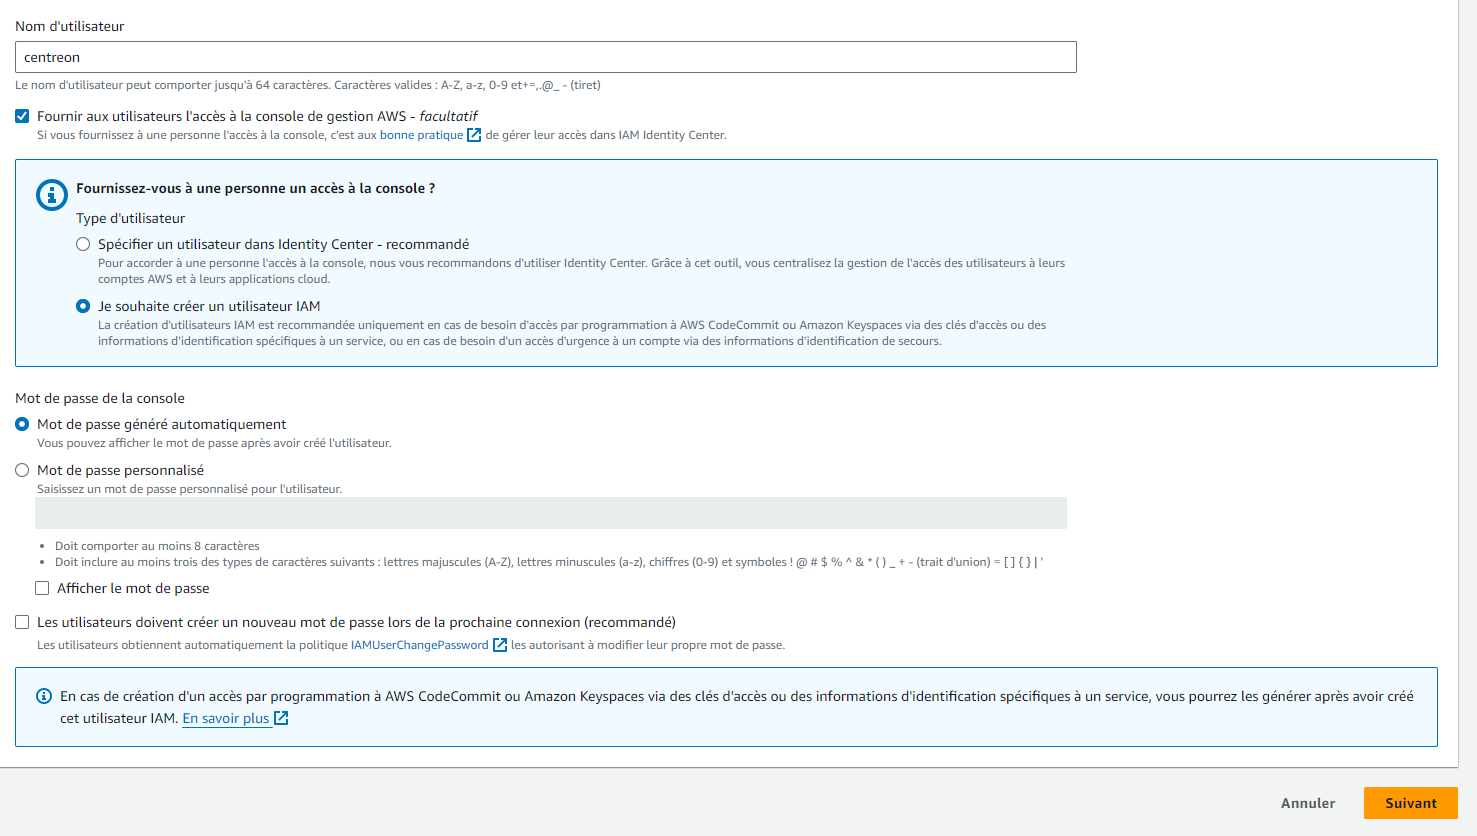 Nom d'utilisateur
centreon
Le nom d'utilisateur peut comporter jusqu'à 64 caractères. Caractères valides : A-Z, a-z, 0-9 et+=,.@_ - (tiret)
Fournir aux utilisateurs l'accès à la console de gestion AWS - facultatif
Si vous fournissez à une personne l'accès à la console, c'est aux bonne pratique de gérer leur accès dans IAM Identity Center.
Fournissez-vous à une personne un accès à la console ?
Type d'utilisateur
Spécifier un utilisateur dans Identity Center - recommandé
Pour accorder à une personne l'accès à la console, nous vous recommandons d'utiliser Identity Center. Grâce à cet outil, vous centralisez la gestion de l'accès des utilisateurs à leurs
comptes AWS et à leurs applications cloud.
Je souhaite créer un utilisateur IAM
La création d'utilisateurs IAM est recommandée uniquement en cas de besoin d'accès par programmation à AWS CodeCommit ou Amazon Keyspaces via des clés d'accès ou des
informations d'identification spécifiques à un service, ou en cas de besoin d'un accès d'urgence à un compte via des informations d'identification de secours.
Mot de passe de la console
Mot de passe généré automatiquement
Vous pouvez afficher le mot de passe après avoir créé l'utilisateur.
Mot de passe personnalisé
Saisissez un mot de passe personnalisé pour l'utilisateur.
• Doit comporter au moins 8 caractères
• Doit inclure au moins trois des types de caractères suivants : lettres majuscules (A-Z), lettres minuscules (a-z), chiffres (0-9) et symboles ! @ # $ % ^ & * ( ) _ + - (trait d'union) = [ ] { } | '
Afficher le mot de passe
Les utilisateurs doivent créer un nouveau mot de passe lors de la prochaine connexion (recommandé)
Les utilisateurs obtiennent automatiquement la politique IAMUserChangePassword les autorisant à modifier leur propre mot de passe.
En cas de création d'un accès par programmation à AWS CodeCommit ou Amazon Keyspaces via des clés d'accès ou des informations d'identification spécifiques à un service, vous pourrez les générer après avoir créé
cet utilisateur IAM. En savoir plus
Annuler
Suivant